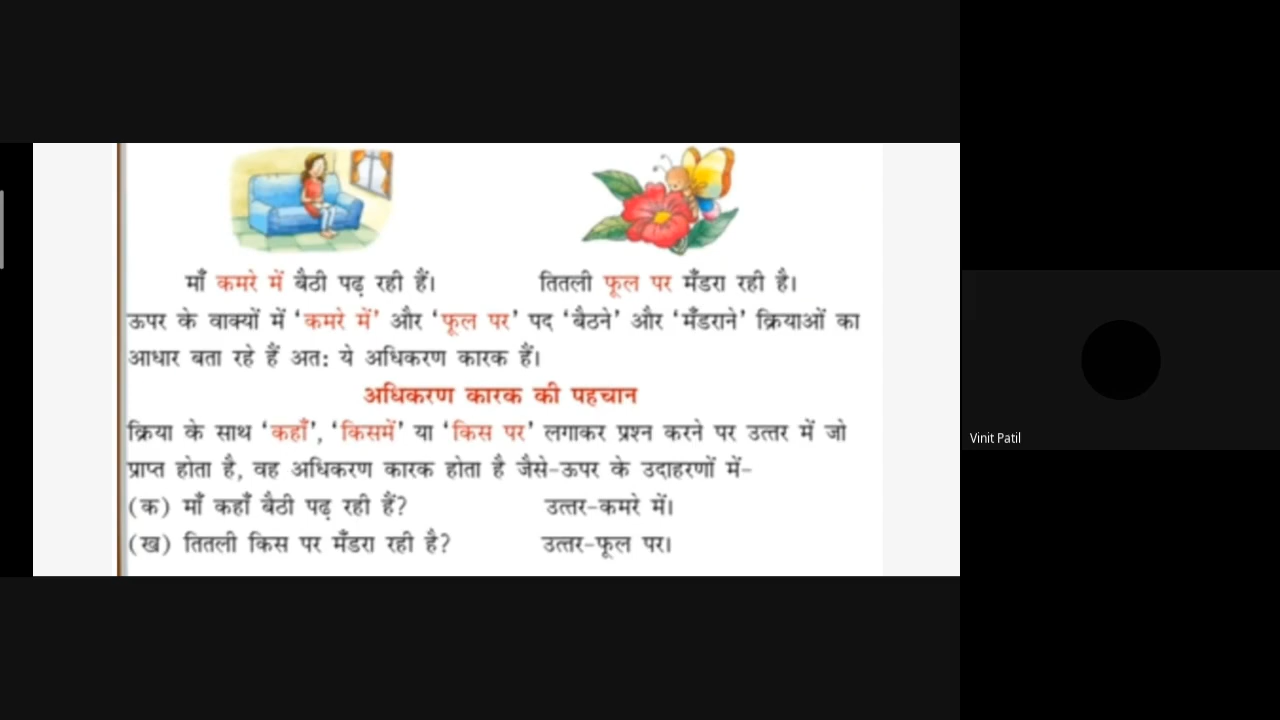 माँ कमरे में बैठी पढ़ रही हैं।
तितली फूल पर मँडरा रही है।
ऊपर के वाक्यों में ‘कमरे में’ और ‘फूल पर’ पद ‘बैठने’ और ‘मँडराने’ क्रियाओं का
आधार बता रहे हैं अतः ये अधिकरण कारक हैं।
अधिकरण कारक की पहचान
क्रिया के साथ ‘कहाँ’, ‘किसमें’ या ‘किस पर’ लगाकर प्रश्न करने पर उत्तर में जो
प्राप्त होता है, वह अधिकरण कारक होता है जैसे-ऊपर के उदाहरणों में-
(क) माँ कहाँ बैठी पढ़ रही हैं? उत्तर-कमरे में।
(ख) तितली किस पर मँडरा रही है? उत्तर-फूल पर।
Vinit Patil